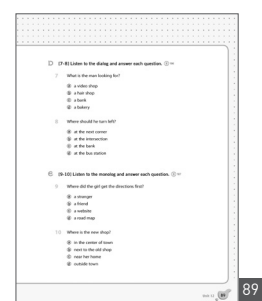 D [7-8] Listen to the dialog and answer each question.
7 What is the man looking for?
ⓐ a video shop
ⓑ a hair shop
ⓒ a bank
ⓓ a bakery
8 Where should he turn left?
ⓐ at the next corner
ⓑ at the intersection
ⓒ at the bank
ⓓ at the bus station
E [9-10] Listen to the monolog and answer each question.
9 Where did the girl get the directions first?
ⓐ a stranger
ⓑ a friend
ⓒ a website
ⓓ a road map
10 Where is the new shop?
ⓐ in the center of town
ⓑ next to the old shop
ⓒ near her home
ⓓ outside town
89
89